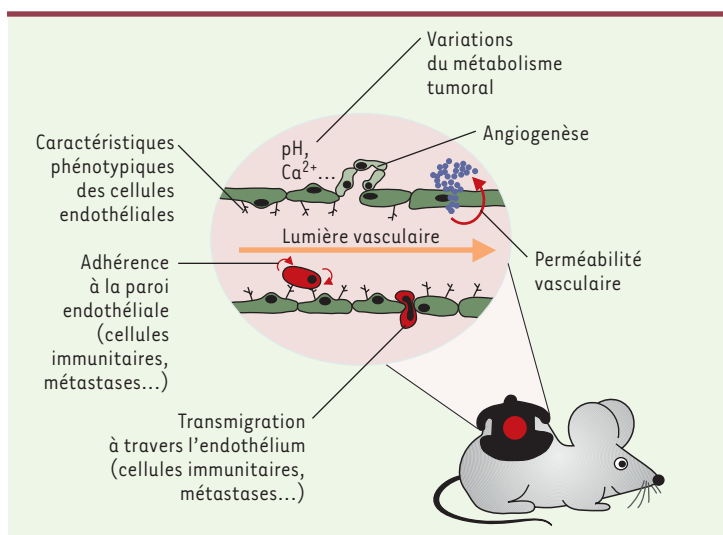 Variations
du métabolisme
tumoral
Angiogenèse
pH,
Ca²⁺...
Caractéristiques
phénotypiques
des cellules
endothéliales
Lumière vasculaire
Perméabilité
vasculaire
Adhérence
à la paroi
endothéliale
(cellules
immunitaires,
métastases...)
Transmigration
à travers l'endothélium
(cellules immunitaires,
métastases...)